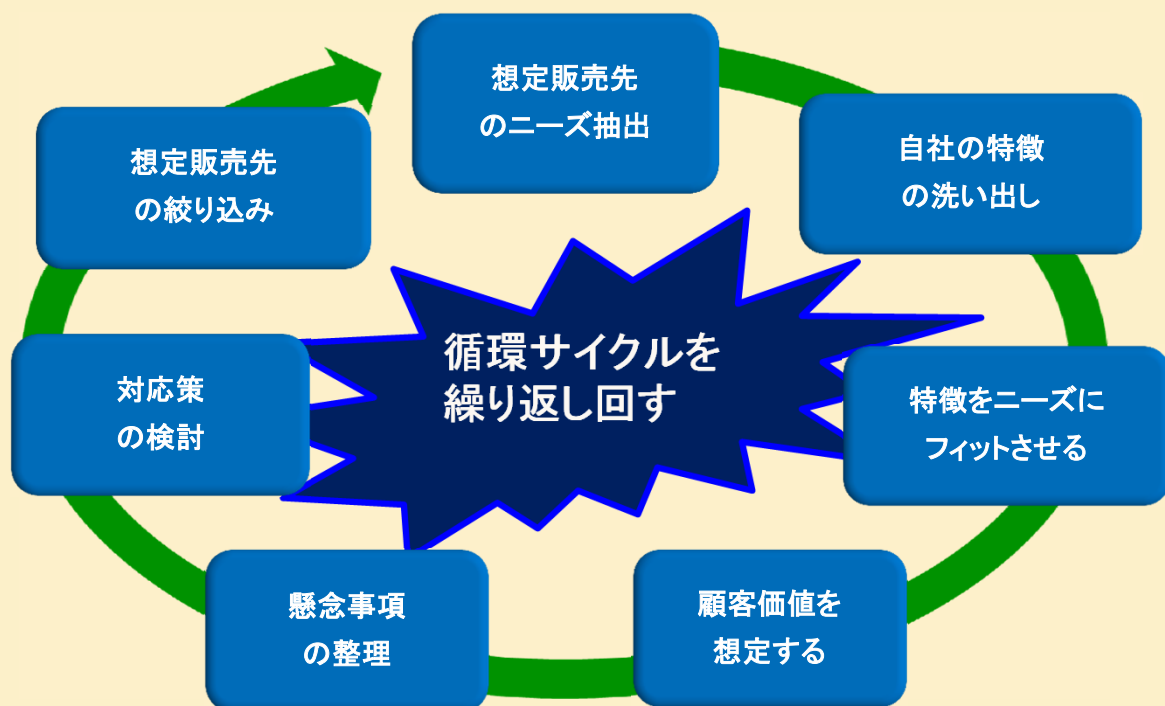 想定販売先
のニーズ抽出
自社の特徴
の洗い出し
特徴をニーズに
フィットさせる
顧客価値を
想定する
懸念事項
の整理
対応策
の検討
想定販売先
の絞り込み
循環サイクルを
繰り返し回す